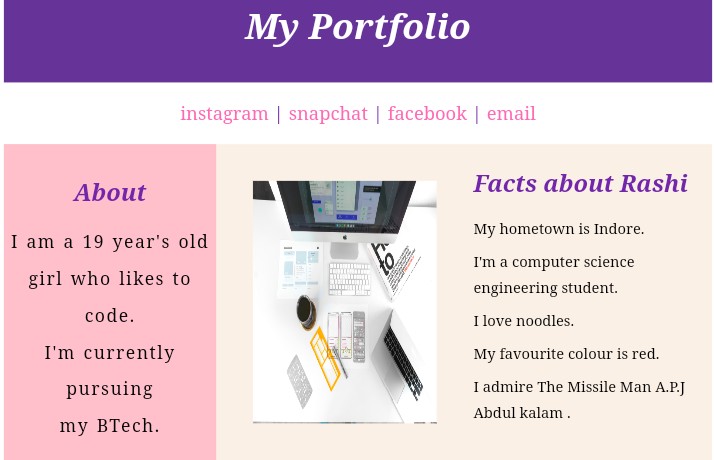 My Portfolio
instagram | snapchat | facebook | email
About
I am a 19 year's old
girl who likes to
code.
I'm currently
pursuing
my BTech.
Facts about Rashi
My hometown is Indore.
I'm a computer science
engineering student.
I love noodles.
My favourite colour is red.
I admire The Missile Man A.P.J
Abdul kalam .